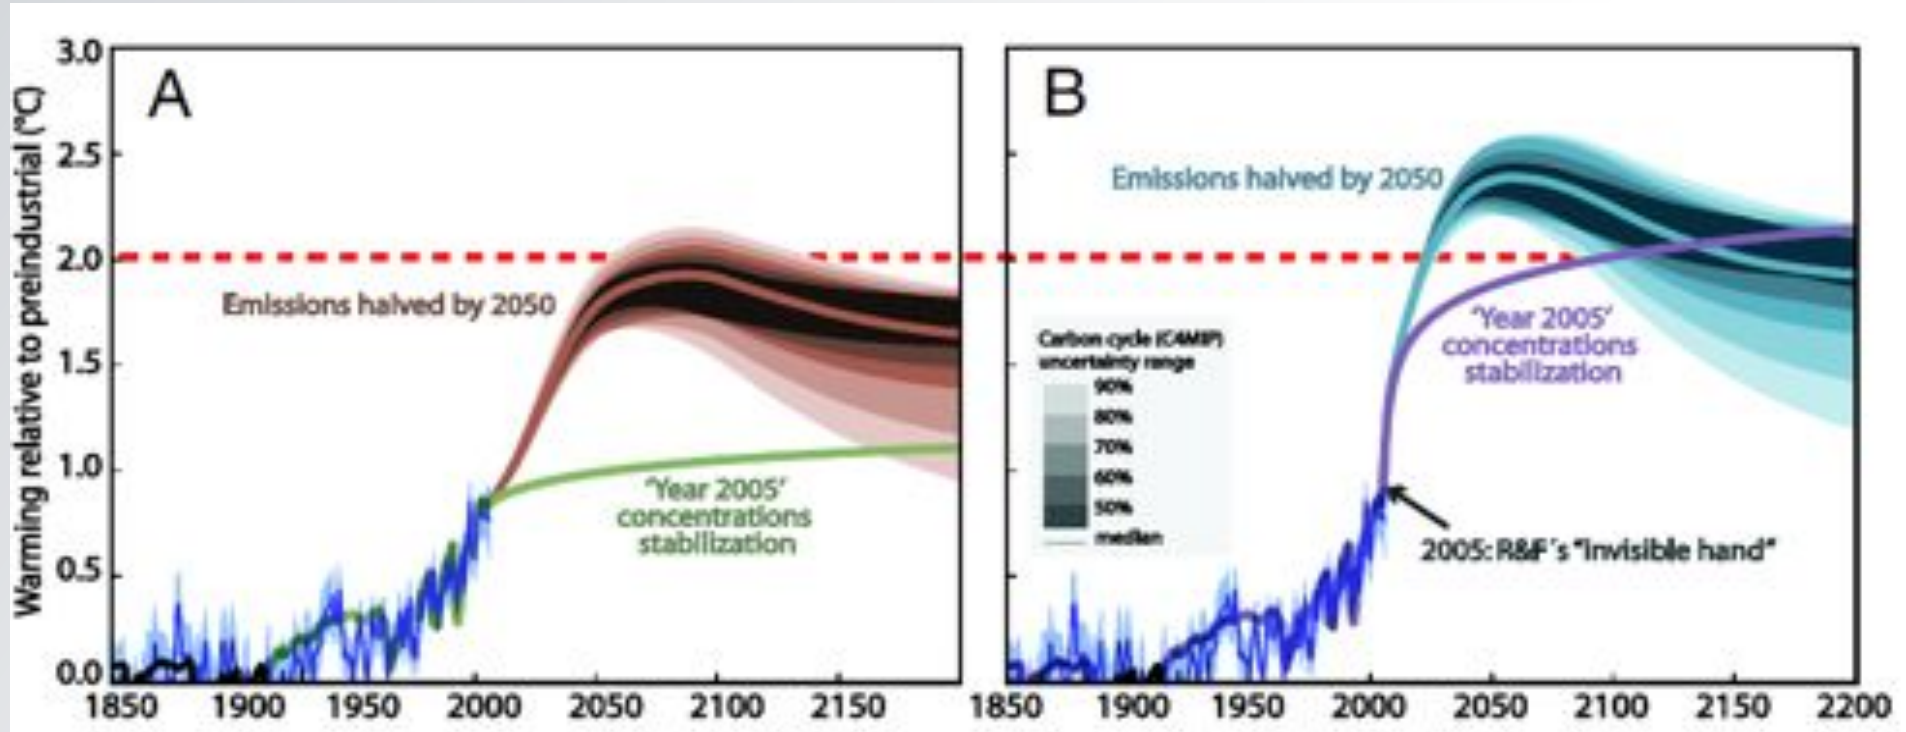 Warming relative to preindustrial (°C)
3.0
2.5
2.0
1.5
1.0
0.5
0.0
A
Emissions halved by 2050
'Year 2005'
concentrations
stabilization
1850 1900 1950 2000 2050 2100 2150
B
Emissions halved by 2050
'Year 2005'
concentrations
stabilization
Carbon cycle (C4MIP)
uncertainty range
90%
80%
70%
60%
50%
median
2005: R&F´s "invisible hand"
1850 1900 1950 2000 2050 2100 2150 2200